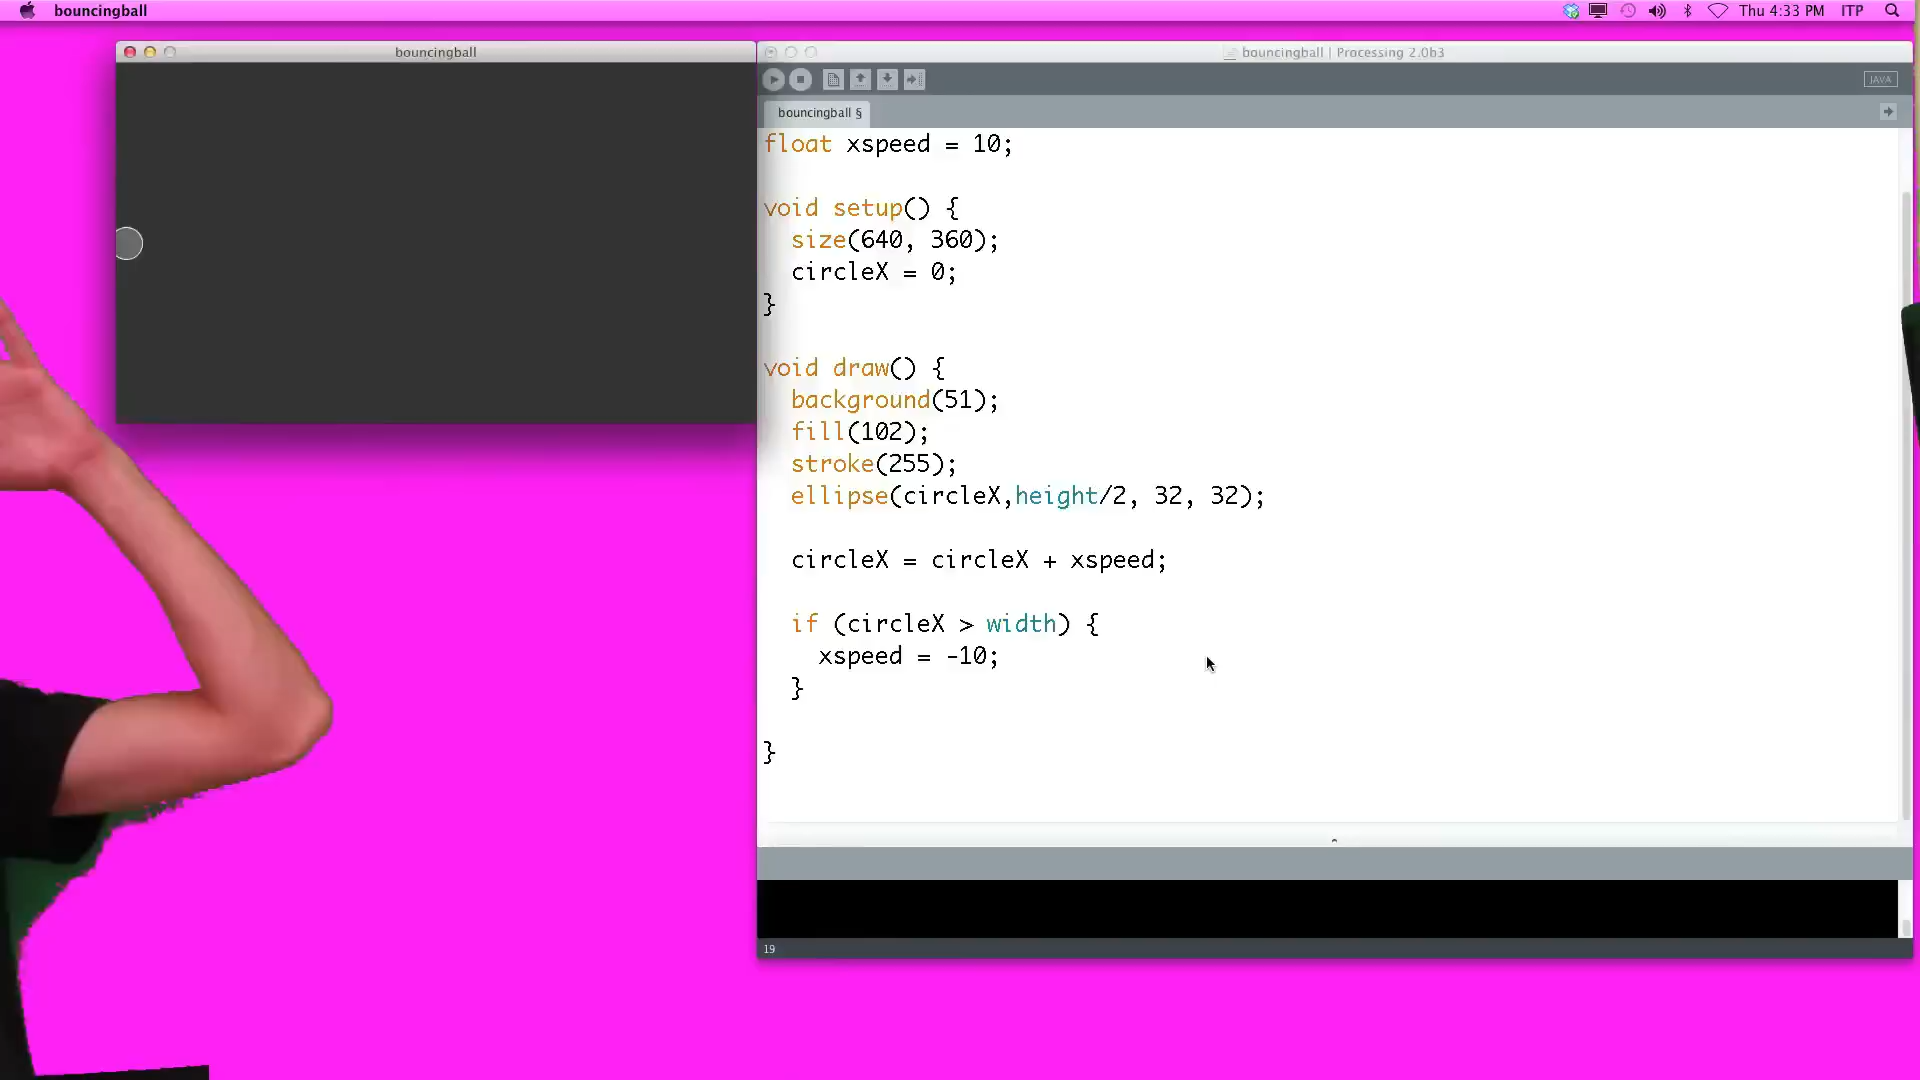 bouncingball
Thu 4:33 PM ITP
bouncingball
bouncingball | Processing 2.0b3
JAVA
bouncingball §
float xspeed = 10;
void setup() {
size(640, 360);
circleX = 0;
}
void draw() {
background(51);
fill(102);
stroke(255);
ellipse(circleX,height/2, 32, 32);
circleX = circleX + xspeed;
if (circleX > width) {
xspeed = -10;
}
}
19